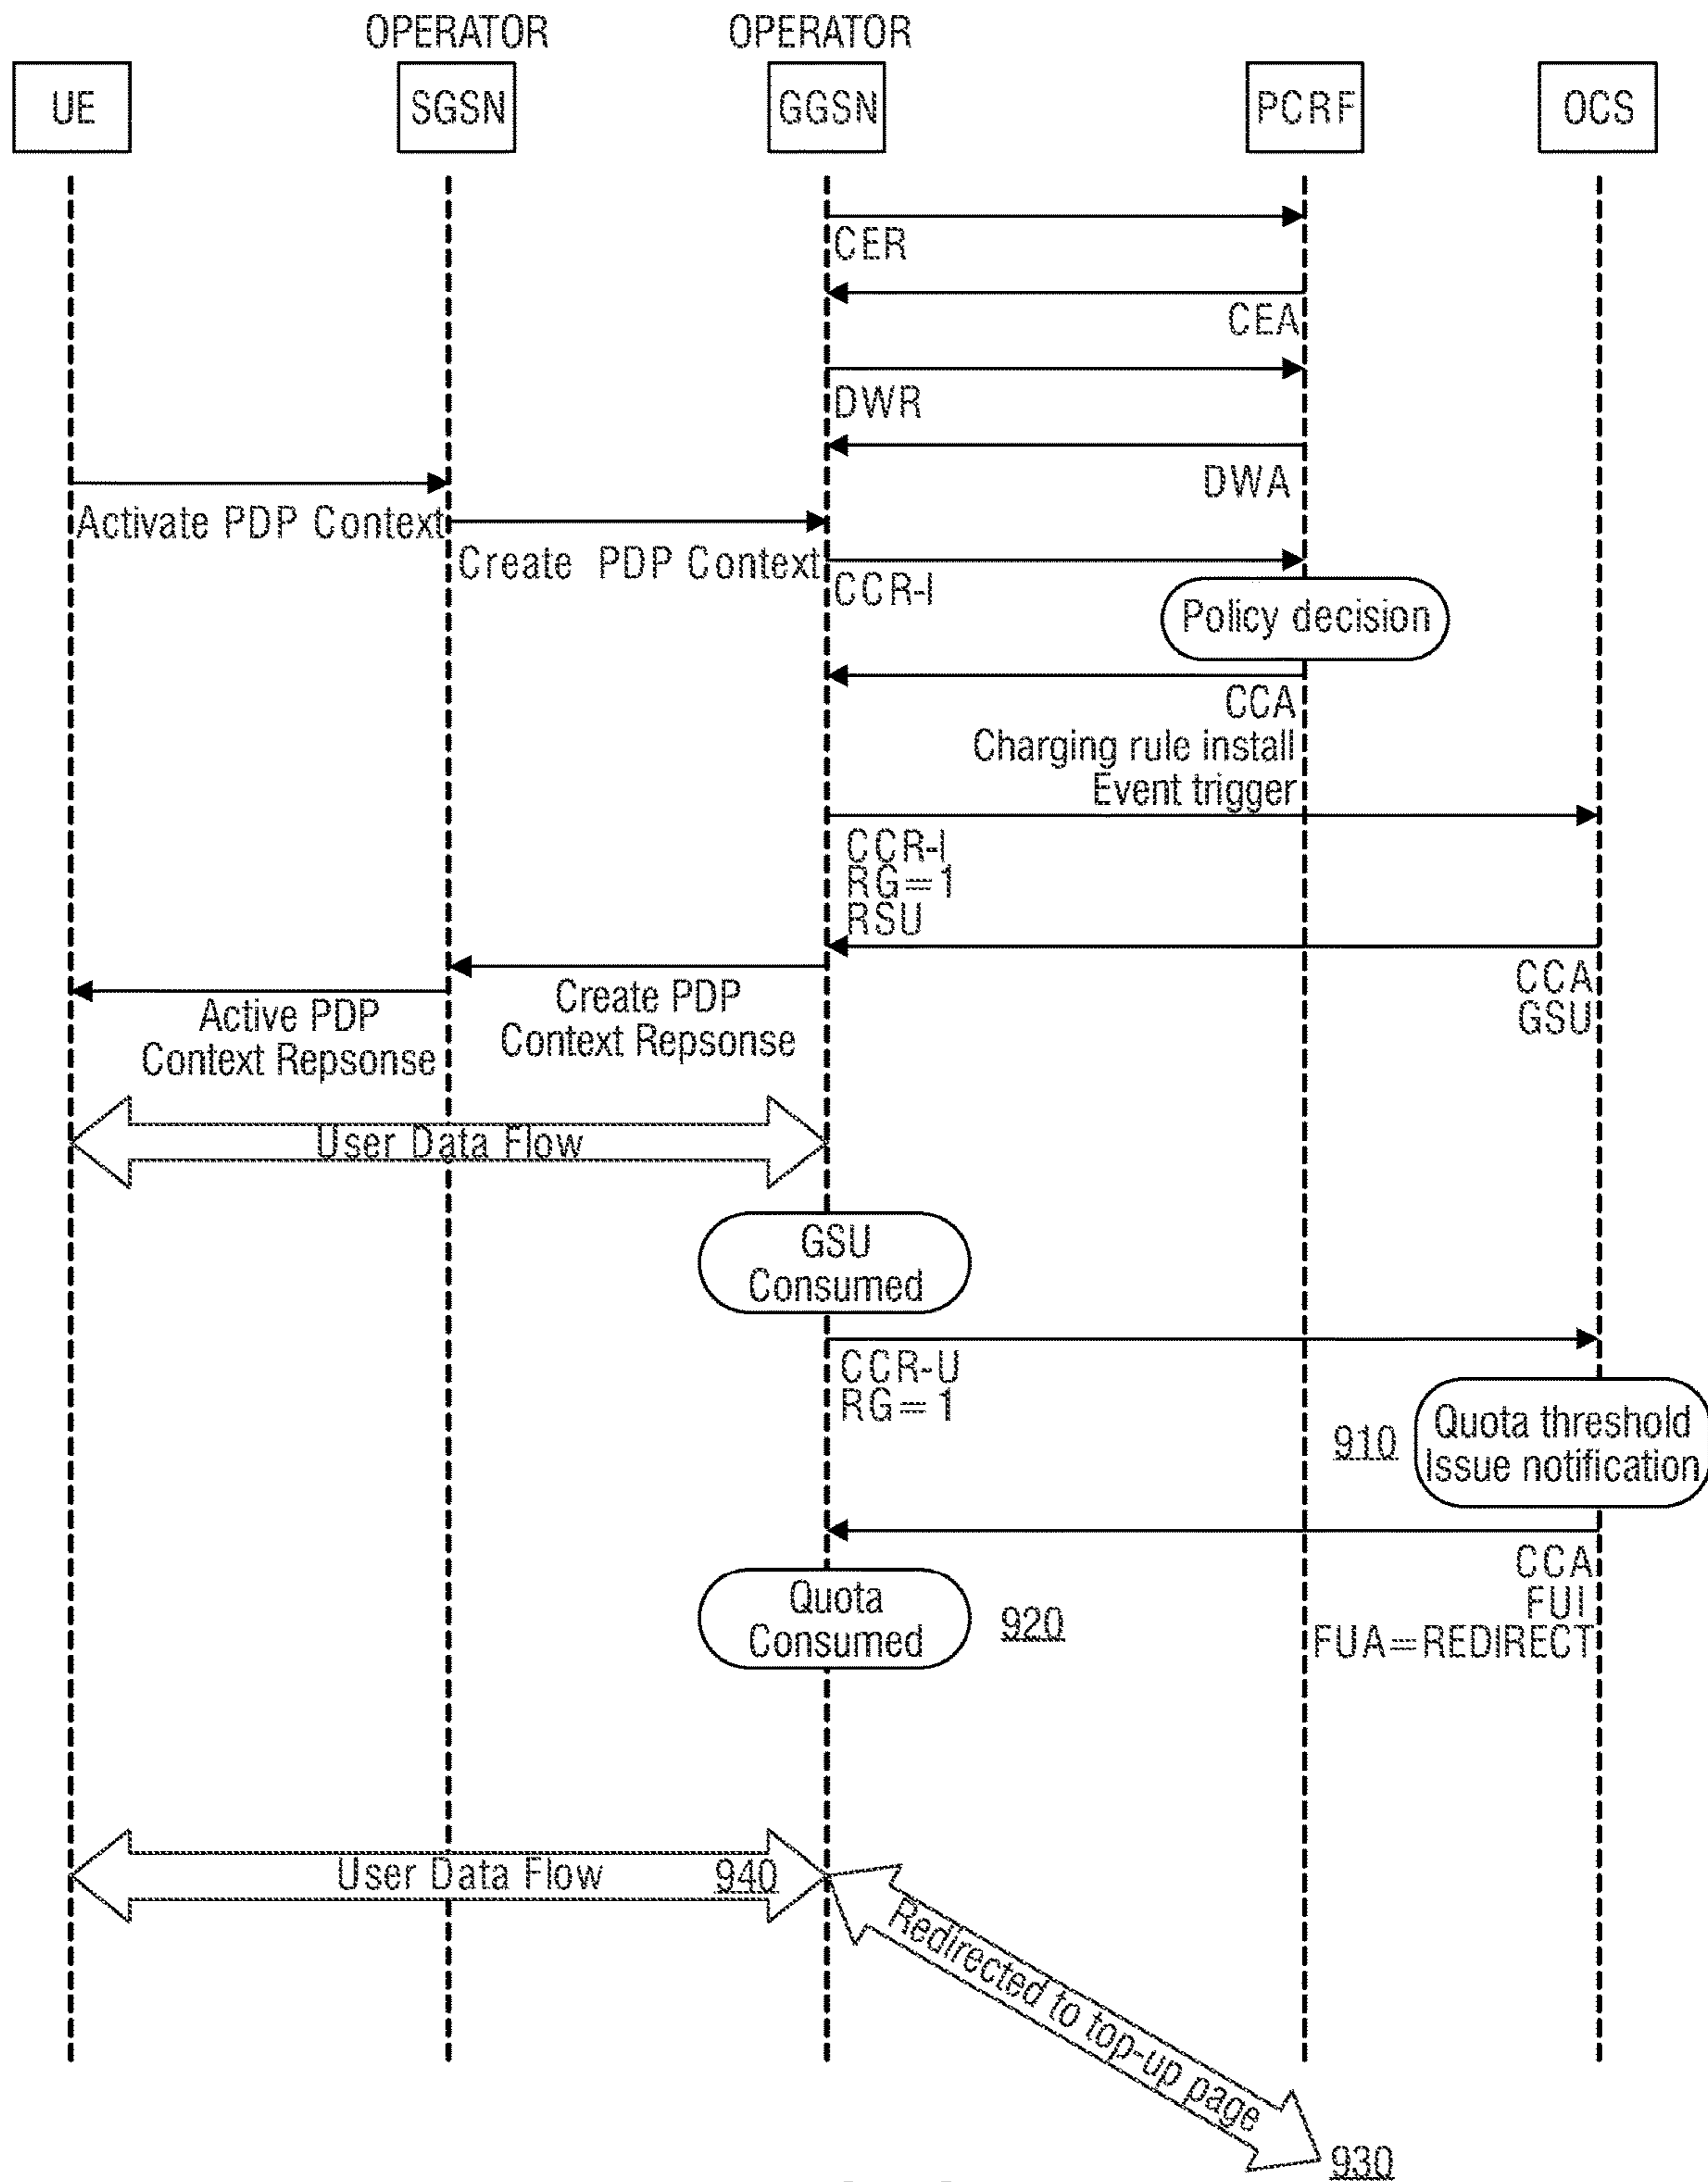 OPERATOR OPERATOR
UE SGSN GGSN PCRF OCS
CER
CEA
DWR
DWA
Activate PDP Context
Create PDP Context
CCR-I
Policy decision
CCA
Charging rule install
Event trigger
CCR-I
RG=1
RSU
CCA
GSU
Create PDP
Context Repsonse
Active PDP
Context Repsonse
User Data Flow
GSU
Consumed
CCR-U
RG=1
910
Quota threshold
Issue notification
CCA
FUI
FUA=REDIRECT
Quota
Consumed
920
User Data Flow
940
Redirected to top-up page
930